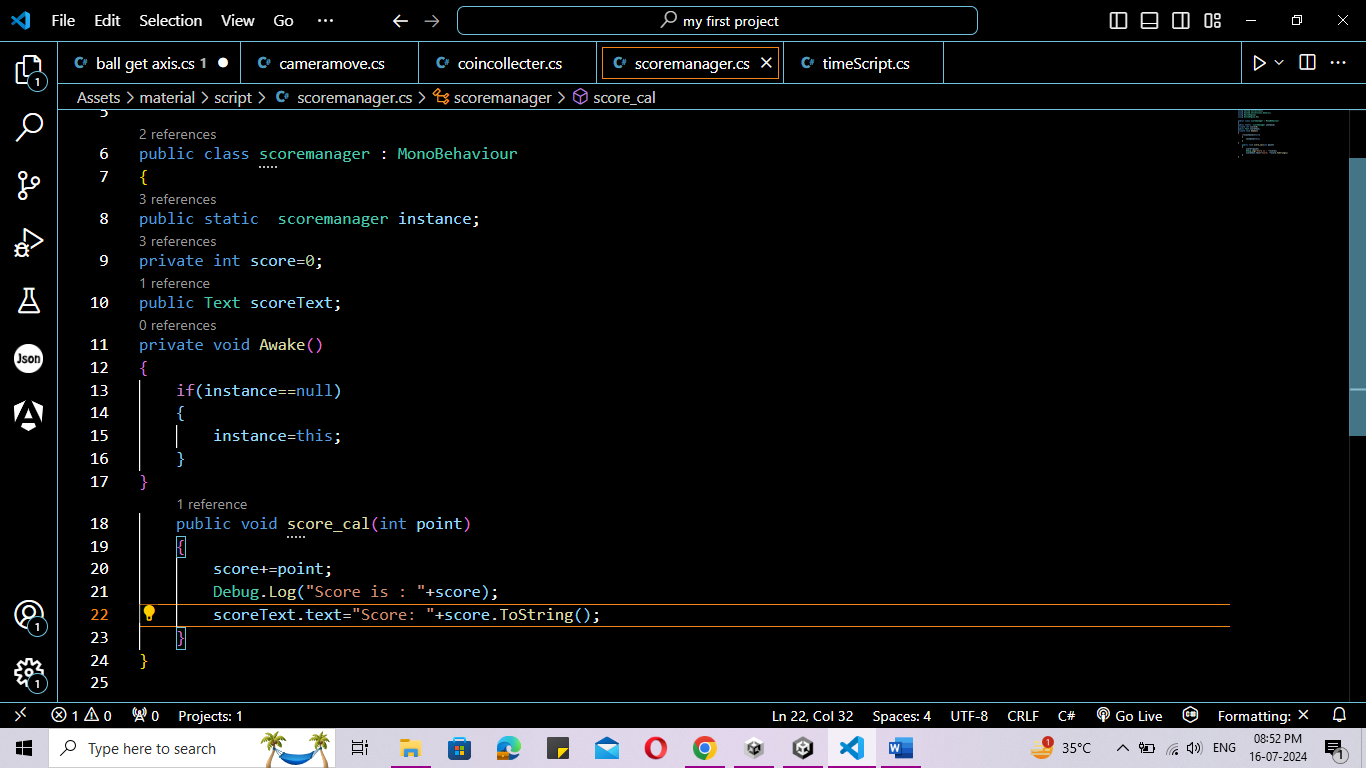 File Edit Selection View Go ··· my first project
ball get axis.cs 1 cameramove.cs coincollecter.cs scoremanager.cs timeScript.cs
Assets > material > script > scoremanager.cs > scoremanager > score_cal
5
2 references
6 public class scoremanager : MonoBehaviour
7 {
3 references
8 public static  scoremanager instance;
3 references
9 private int score=0;
1 reference
10 public Text scoreText;
0 references
11 private void Awake()
12 {
13 if(instance==null)
14 {
15 instance=this;
16 }
17 }
1 reference
18 public void score_cal(int point)
19 {
20 score+=point;
21 Debug.Log("Score is : "+score);
22 scoreText.text="Score: "+score.ToString();
23 }
24 }
25
1
Json
1
1
1 0 0 Projects: 1 Ln 22, Col 32 Spaces: 4 UTF-8 CRLF C# Go Live Formatting: ×
Type here to search 1 35°C ENG 08:52 PM
16-07-2024 1